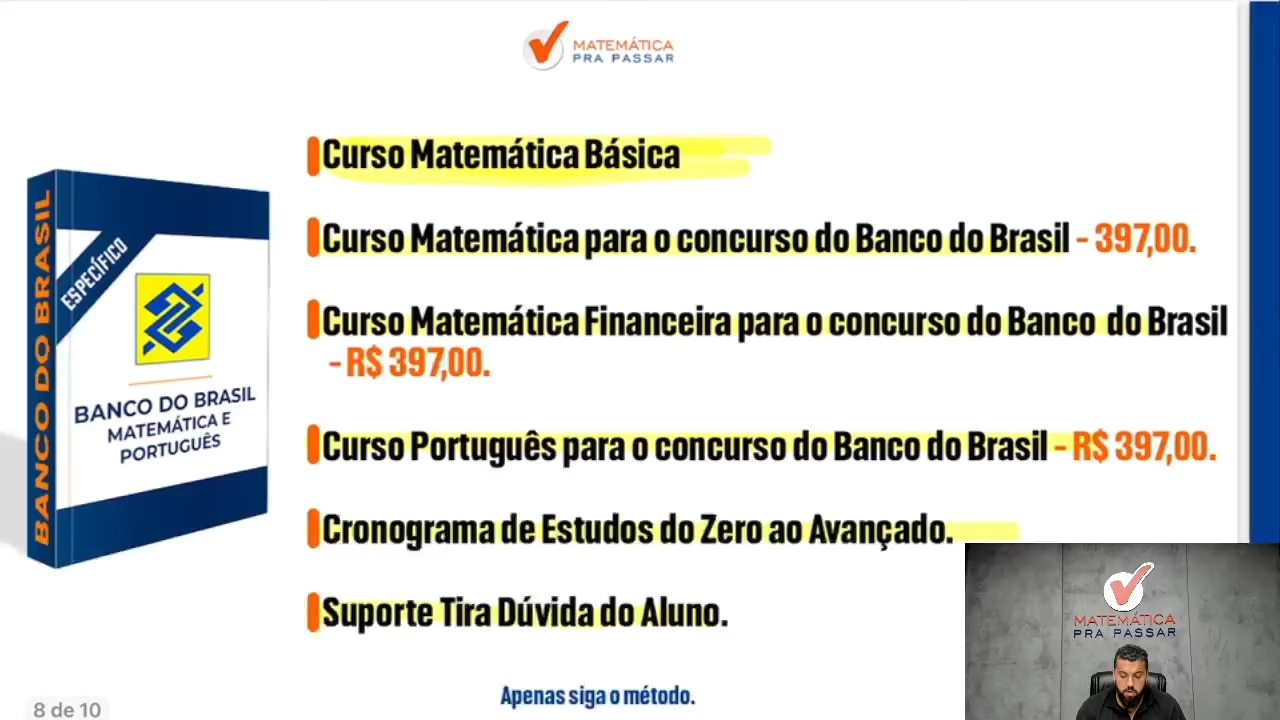 MATEMÁTICA
PRA PASSAR
Curso Matemática Básica
Curso Matemática para o concurso do Banco do Brasil - 397,00.
Curso Matemática Financeira para o concurso do Banco do Brasil
- R$ 397,00.
Curso Português para o concurso do Banco do Brasil - R$ 397,00.
Cronograma de Estudos do Zero ao Avançado.
Suporte Tira Dúvida do Aluno.
Apenas siga o método.
BANCO DO BRASIL
ESPECÍFICO
BANCO DO BRASIL
MATEMÁTICA E
PORTUGUÊS
8 de 10
MATEMÁTICA
PRA PASSAR